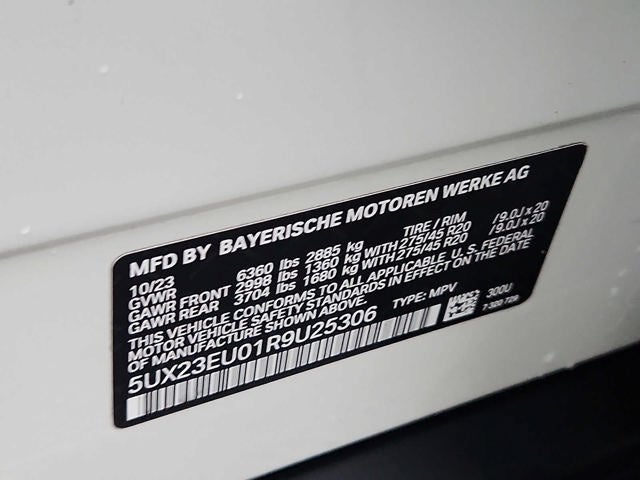 MFD BY BAYERISCHE MOTOREN WERKE AG
10/23 TIRE / RIM
GVWR 6360 lbs 2885 kg
GAWR FRONT 2998 lbs 1360 kg WITH 275/45 R20 / 9.0J x 20
GAWR REAR 3704 lbs 1680 kg WITH 275/45 R20 / 9.0J x 20
THIS VEHICLE CONFORMS TO ALL APPLICABLE U.S. FEDERAL
MOTOR VEHICLE SAFETY STANDARDS IN EFFECT ON THE DATE
OF MANUFACTURE SHOWN ABOVE. TYPE: MPV
5UX23EU01R9U25306
300U